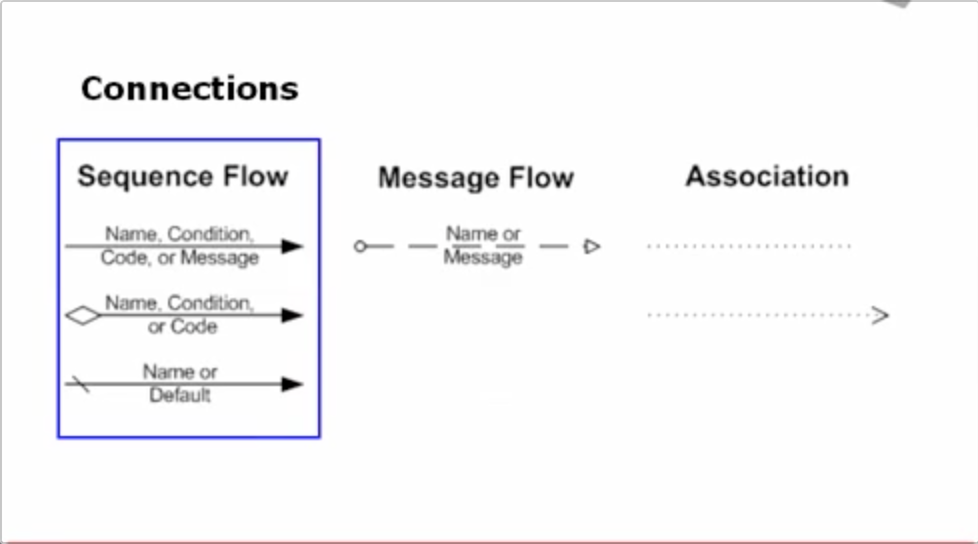 Connections
Sequence Flow
Name, Condition,
Code, or Message
Name, Condition,
or Code
Name or
Default
Message Flow
Name or
Message
Association